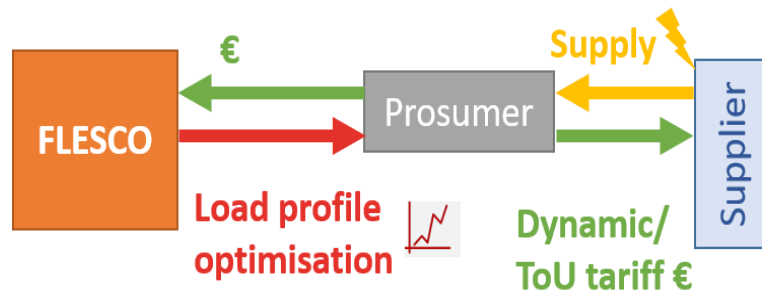 €
Supply
FLESCO
Prosumer
Supplier
Load profile
optimisation
Dynamic/
ToU tariff €